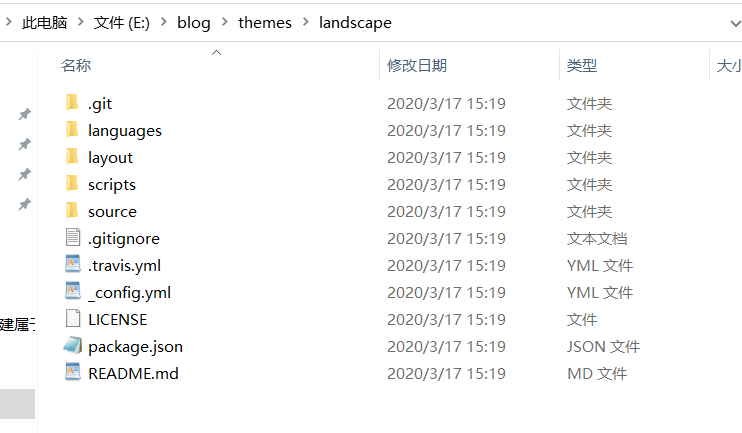 此电脑 > 文件 (E:) > blog > themes > landscape
名称 修改日期 类型 大小
.git 2020/3/17 15:19 文件夹
languages 2020/3/17 15:19 文件夹
layout 2020/3/17 15:19 文件夹
scripts 2020/3/17 15:19 文件夹
source 2020/3/17 15:19 文件夹
.gitignore 2020/3/17 15:19 文本文档
.travis.yml 2020/3/17 15:19 YML 文件
_config.yml 2020/3/17 15:19 YML 文件
建属于
LICENSE 2020/3/17 15:19 文件
package.json 2020/3/17 15:19 JSON 文件
README.md 2020/3/17 15:19 MD 文件